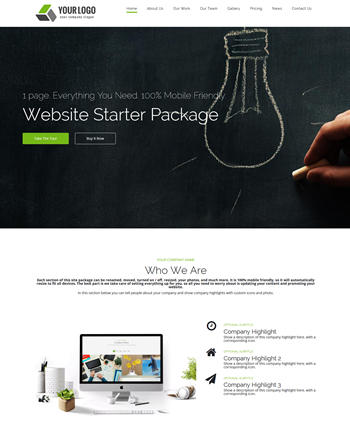 YOUR LOGO
your company slogan
Home About Us Our Work Our Team Gallery Pricing News Contact
1 page. Everything You Need. 100% Mobile Friendly.
Website Starter Package
Take The Tour Buy It Now
YOUR COMPANY NAME
Who We Are
Each section of this site package can be renamed, moved, turned on / off, resized, your photos, and much more. It is 100% mobile friendly, so it will automatically
resize to fit all devices. The best part is we take care of setting everything up for you, so all you need to worry about is updating your content and promoting your
website.
In this section below you can tell people about your company and show company highlights with custom icons and photo.
OPTIONAL SUBTITLE
Company Highlight
Show a description of this company highlight here, with a
corresponding icon.
OPTIONAL SUBTITLE
Company Highlight 2
Show a description of this company highlight here, with a
corresponding icon.
OPTIONAL SUBTITLE
Company Highlight 3
Show a description of this company highlight here, with a
corresponding icon.